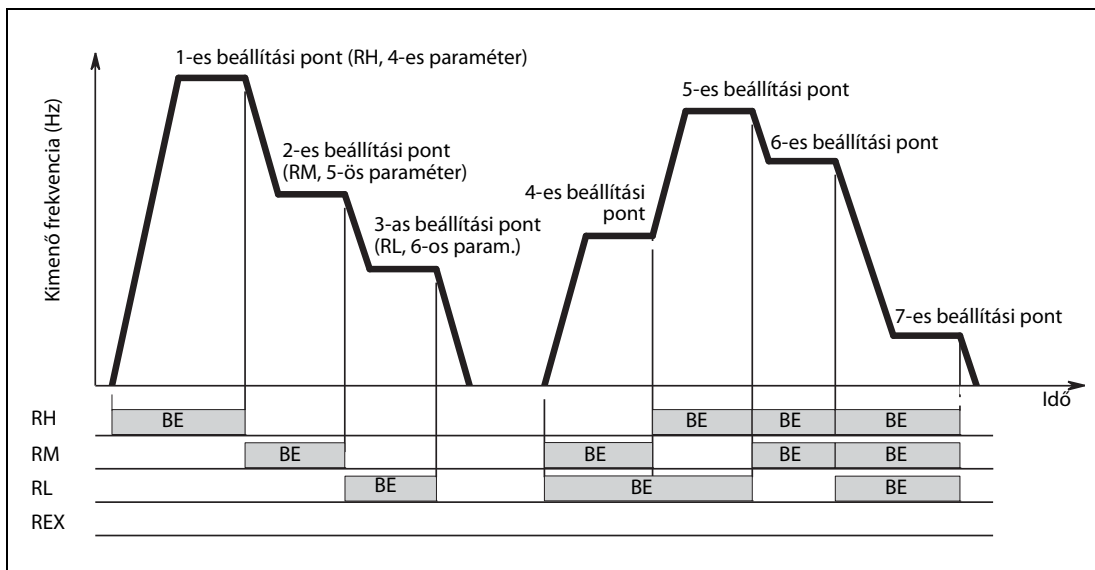 Kimenő frekvencia (Hz)
1-es beállítási pont (RH, 4-es paraméter)
2-es beállítási pont
(RM, 5-ös paraméter)
3-as beállítási pont
(RL, 6-os param.)
4-es beállítási
pont
5-es beállítási pont
6-es beállítási pont
7-es beállítási pont
Idő
RH BE BE BE BE
RM BE BE BE BE
RL BE BE BE
REX